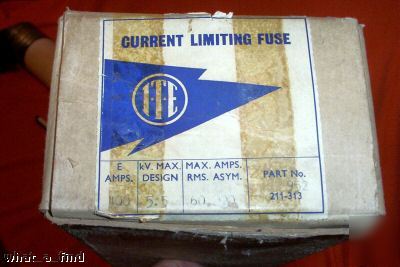 CURRENT LIMITING FUSE
I-T-E
E AMPS.
kV. MAX. DESIGN
MAX. AMPS. RMS. ASYM.
PART No.
100
5.5
211-313
what a find